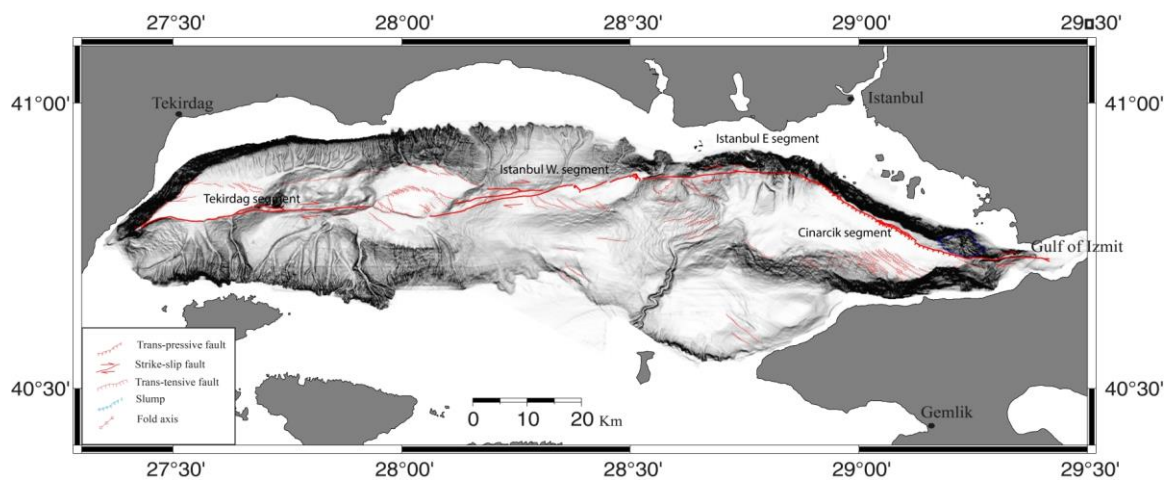 27°30' 28°00' 28°30' 29°00' 29°30'
41°00' 41°00'
Tekirdag Istanbul
Istanbul E segment
Istanbul W. segment
Tekirdag segment
Cinarcik segment
Gulf of Izmit
Trans-pressive fault
Strike-slip fault
Trans-tensive fault
Slump
Fold axis
40°30' 40°30'
0 10 20 Km
Gemlik
27°30' 28°00' 28°30' 29°00' 29°30'